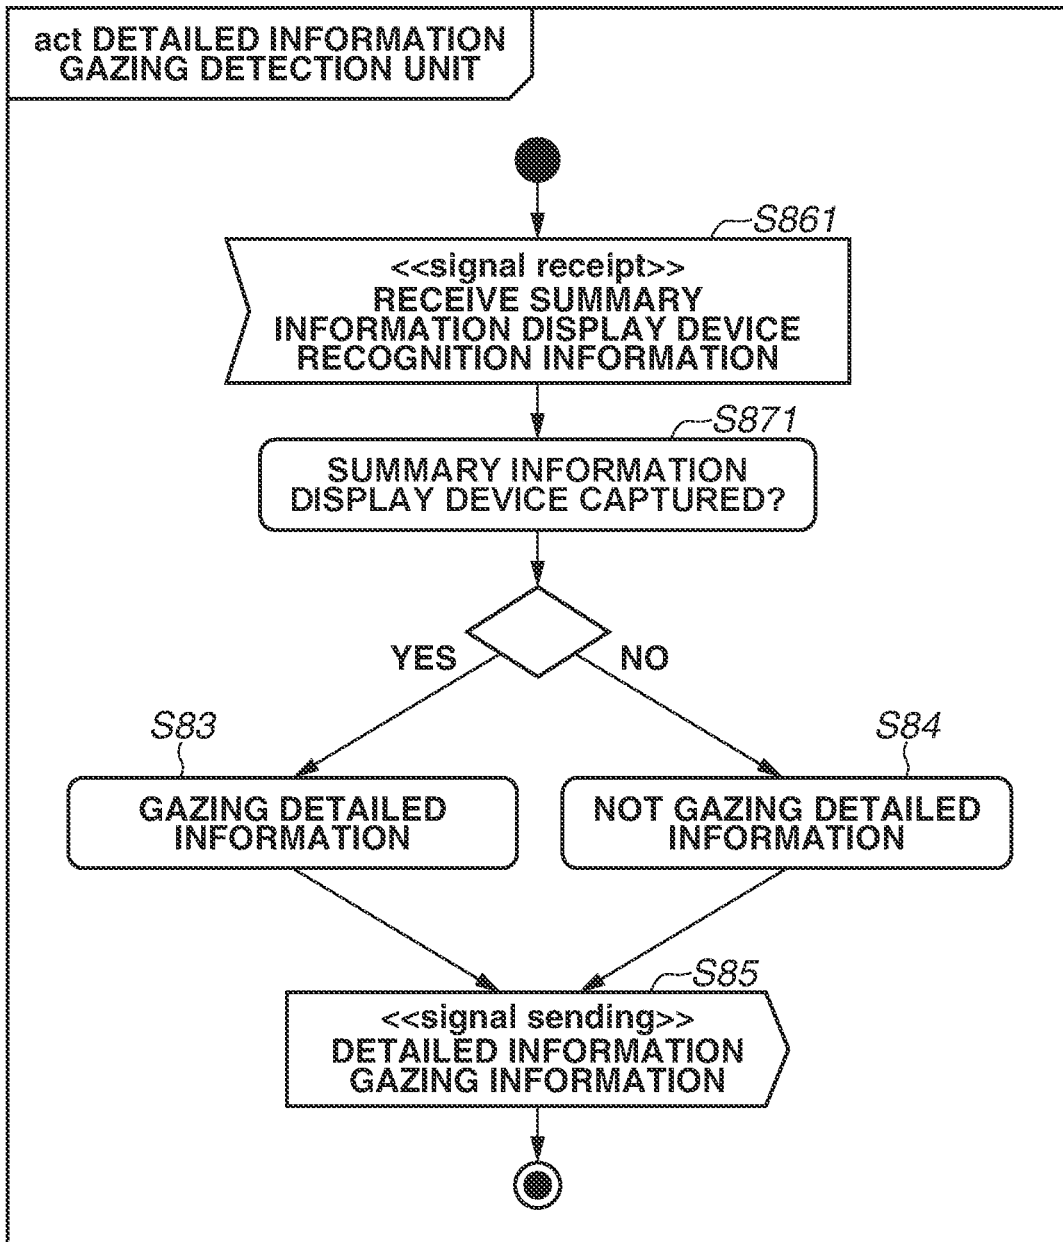 act DETAILED INFORMATION
GAZING DETECTION UNIT
S861
<<signal receipt>>
RECEIVE SUMMARY
INFORMATION DISPLAY DEVICE
RECOGNITION INFORMATION
S871
SUMMARY INFORMATION
DISPLAY DEVICE CAPTURED?
YES
NO
S83
GAZING DETAILED
INFORMATION
S84
NOT GAZING DETAILED
INFORMATION
S85
<<signal sending>>
DETAILED INFORMATION
GAZING INFORMATION